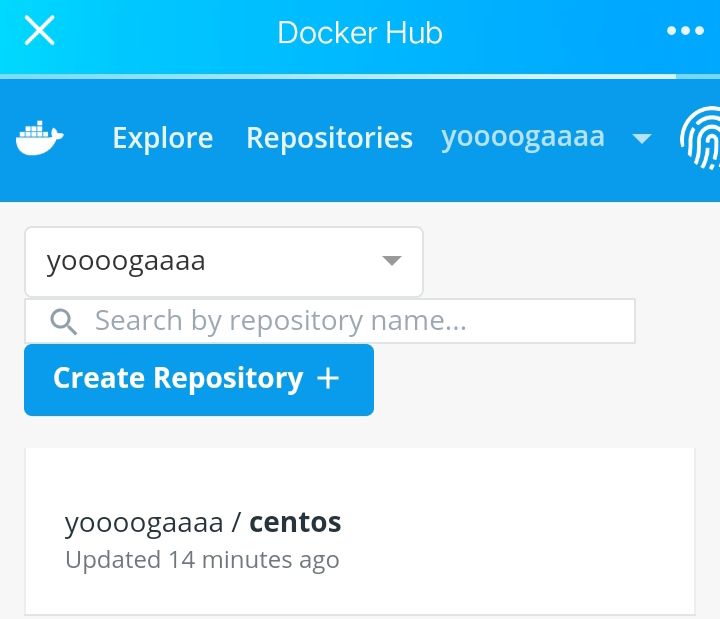 Docker Hub
Explore Repositories yoooogaaaa
yoooogaaaa
Search by repository name...
Create Repository +
yoooogaaaa / centos
Updated 14 minutes ago